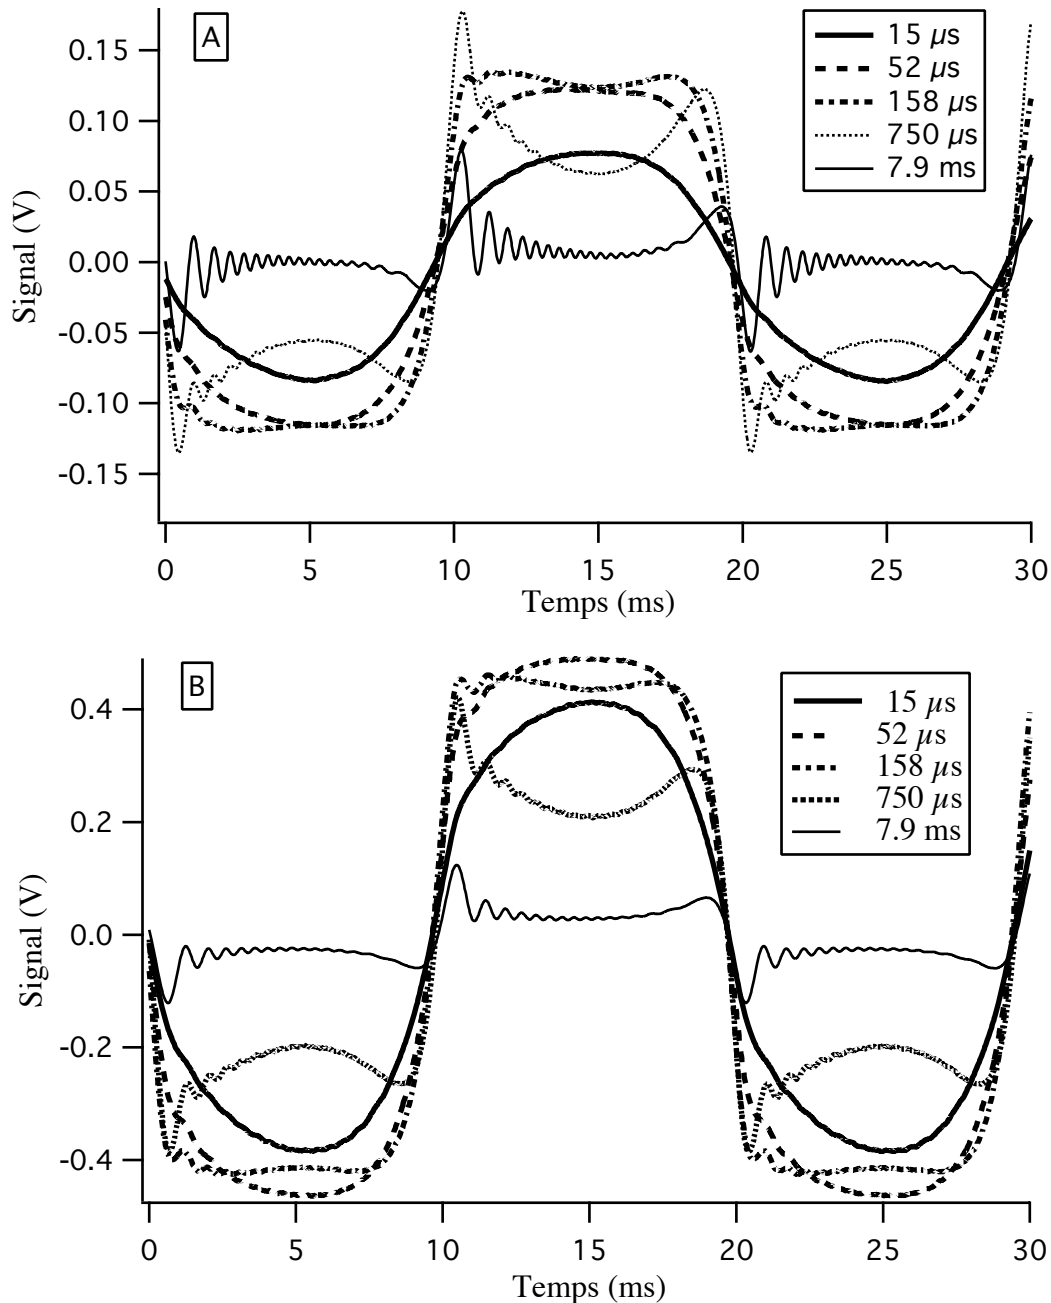 A
15 µs
52 µs
158 µs
750 µs
7.9 ms
Signal (V)
0.15
0.10
0.05
0.00
-0.05
-0.10
-0.15
0 5 10 15 20 25 30
Temps (ms)
B
15 µs
52 µs
158 µs
750 µs
7.9 ms
Signal (V)
0.4
0.2
0.0
-0.2
-0.4
0 5 10 15 20 25 30
Temps (ms)